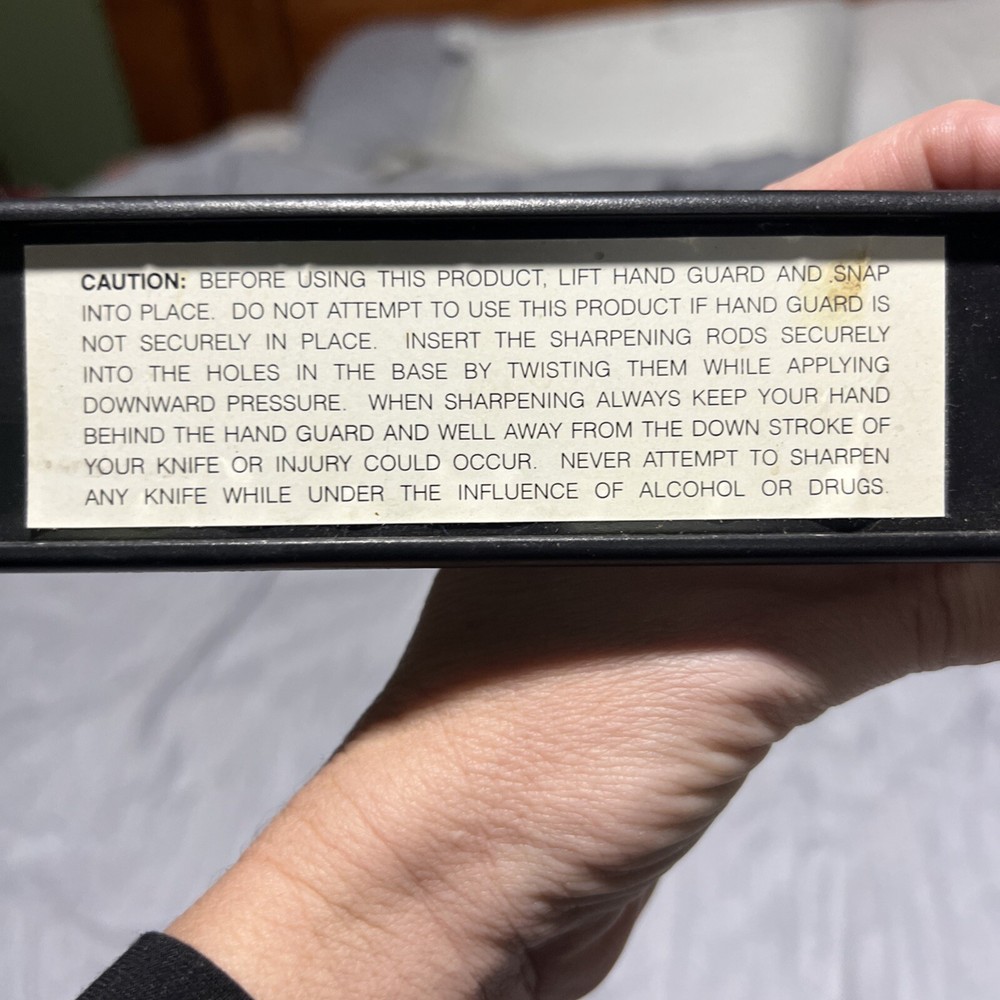 CAUTION: BEFORE USING THIS PRODUCT, LIFT HAND GUARD AND SNAP
INTO PLACE. DO NOT ATTEMPT TO USE THIS PRODUCT IF HAND GUARD IS
NOT SECURELY IN PLACE. INSERT THE SHARPENING RODS SECURELY
INTO THE HOLES IN THE BASE BY TWISTING THEM WHILE APPLYING
DOWNWARD PRESSURE. WHEN SHARPENING ALWAYS KEEP YOUR HAND
BEHIND THE HAND GUARD AND WELL AWAY FROM THE DOWN STROKE OF
YOUR KNIFE OR INJURY COULD OCCUR. NEVER ATTEMPT TO SHARPEN
ANY KNIFE WHILE UNDER THE INFLUENCE OF ALCOHOL OR DRUGS.